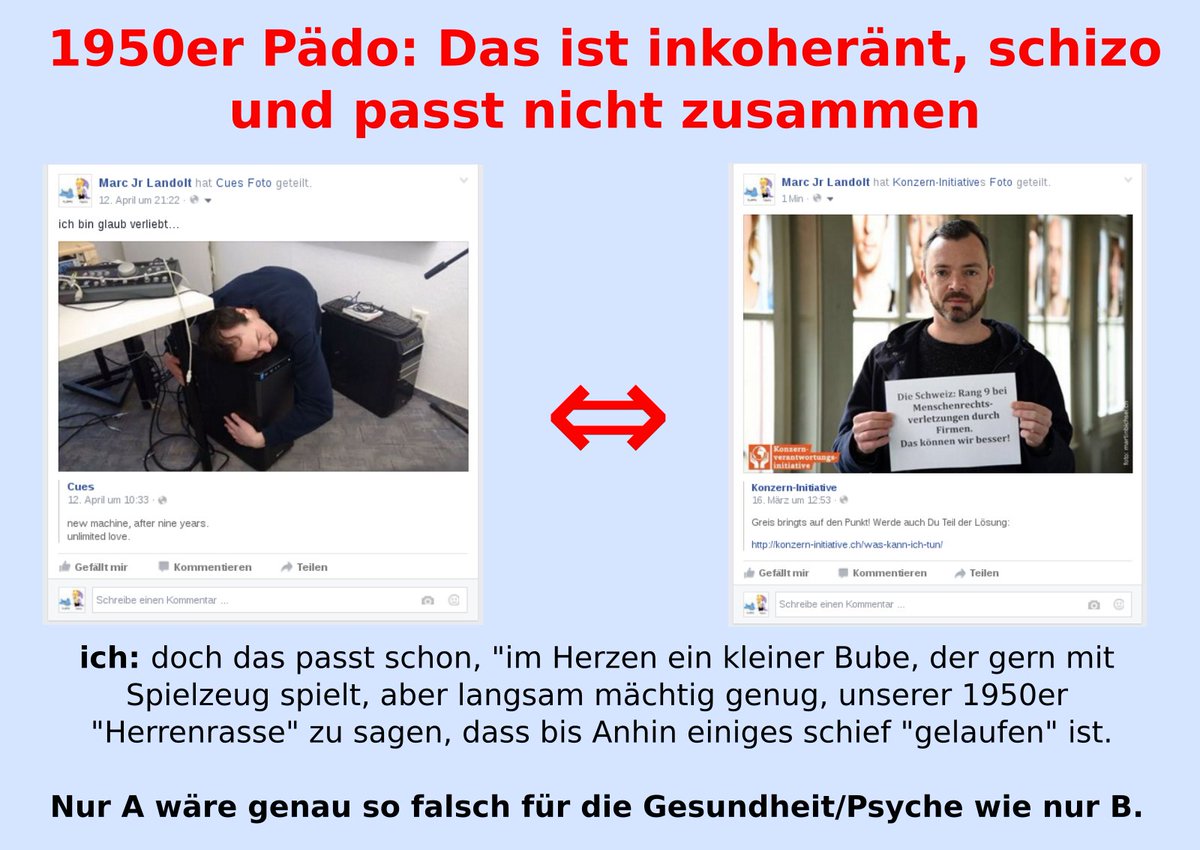 1950er Pädo: Das ist inkoheränt, schizo
und passt nicht zusammen
Marc Jr Landolt hat Cues Foto geteilt.
12. April um 21:22 ·
ich bin glaub verliebt...
Cues
12. April um 10:33 ·
new machine, after nine years.
unlimited love.
Gefällt mir Kommentieren Teilen
Schreibe einen Kommentar ...
Marc Jr Landolt hat Konzern-Initiatives Foto geteilt.
1 Min ·
Die Schweiz: Rang 9 bei
Menschenrechts-
verletzungen durch
Firmen.
Das können wir besser!
Konzern-
verantwortungs-
initiative
Konzern-Initiative
16. März um 12:53 ·
Greis bringts auf den Punkt! Werde auch Du Teil der Lösung:
http://konzern-initiative.ch/was-kann-ich-tun/
Gefällt mir Kommentieren Teilen
Schreibe einen Kommentar ...
ich: doch das passt schon, "im Herzen ein kleiner Bube, der gern mit
Spielzeug spielt, aber langsam mächtig genug, unserer 1950er
"Herrenrasse" zu sagen, dass bis Anhin einiges schief "gelaufen" ist.
Nur A wäre genau so falsch für die Gesundheit/Psyche wie nur B.